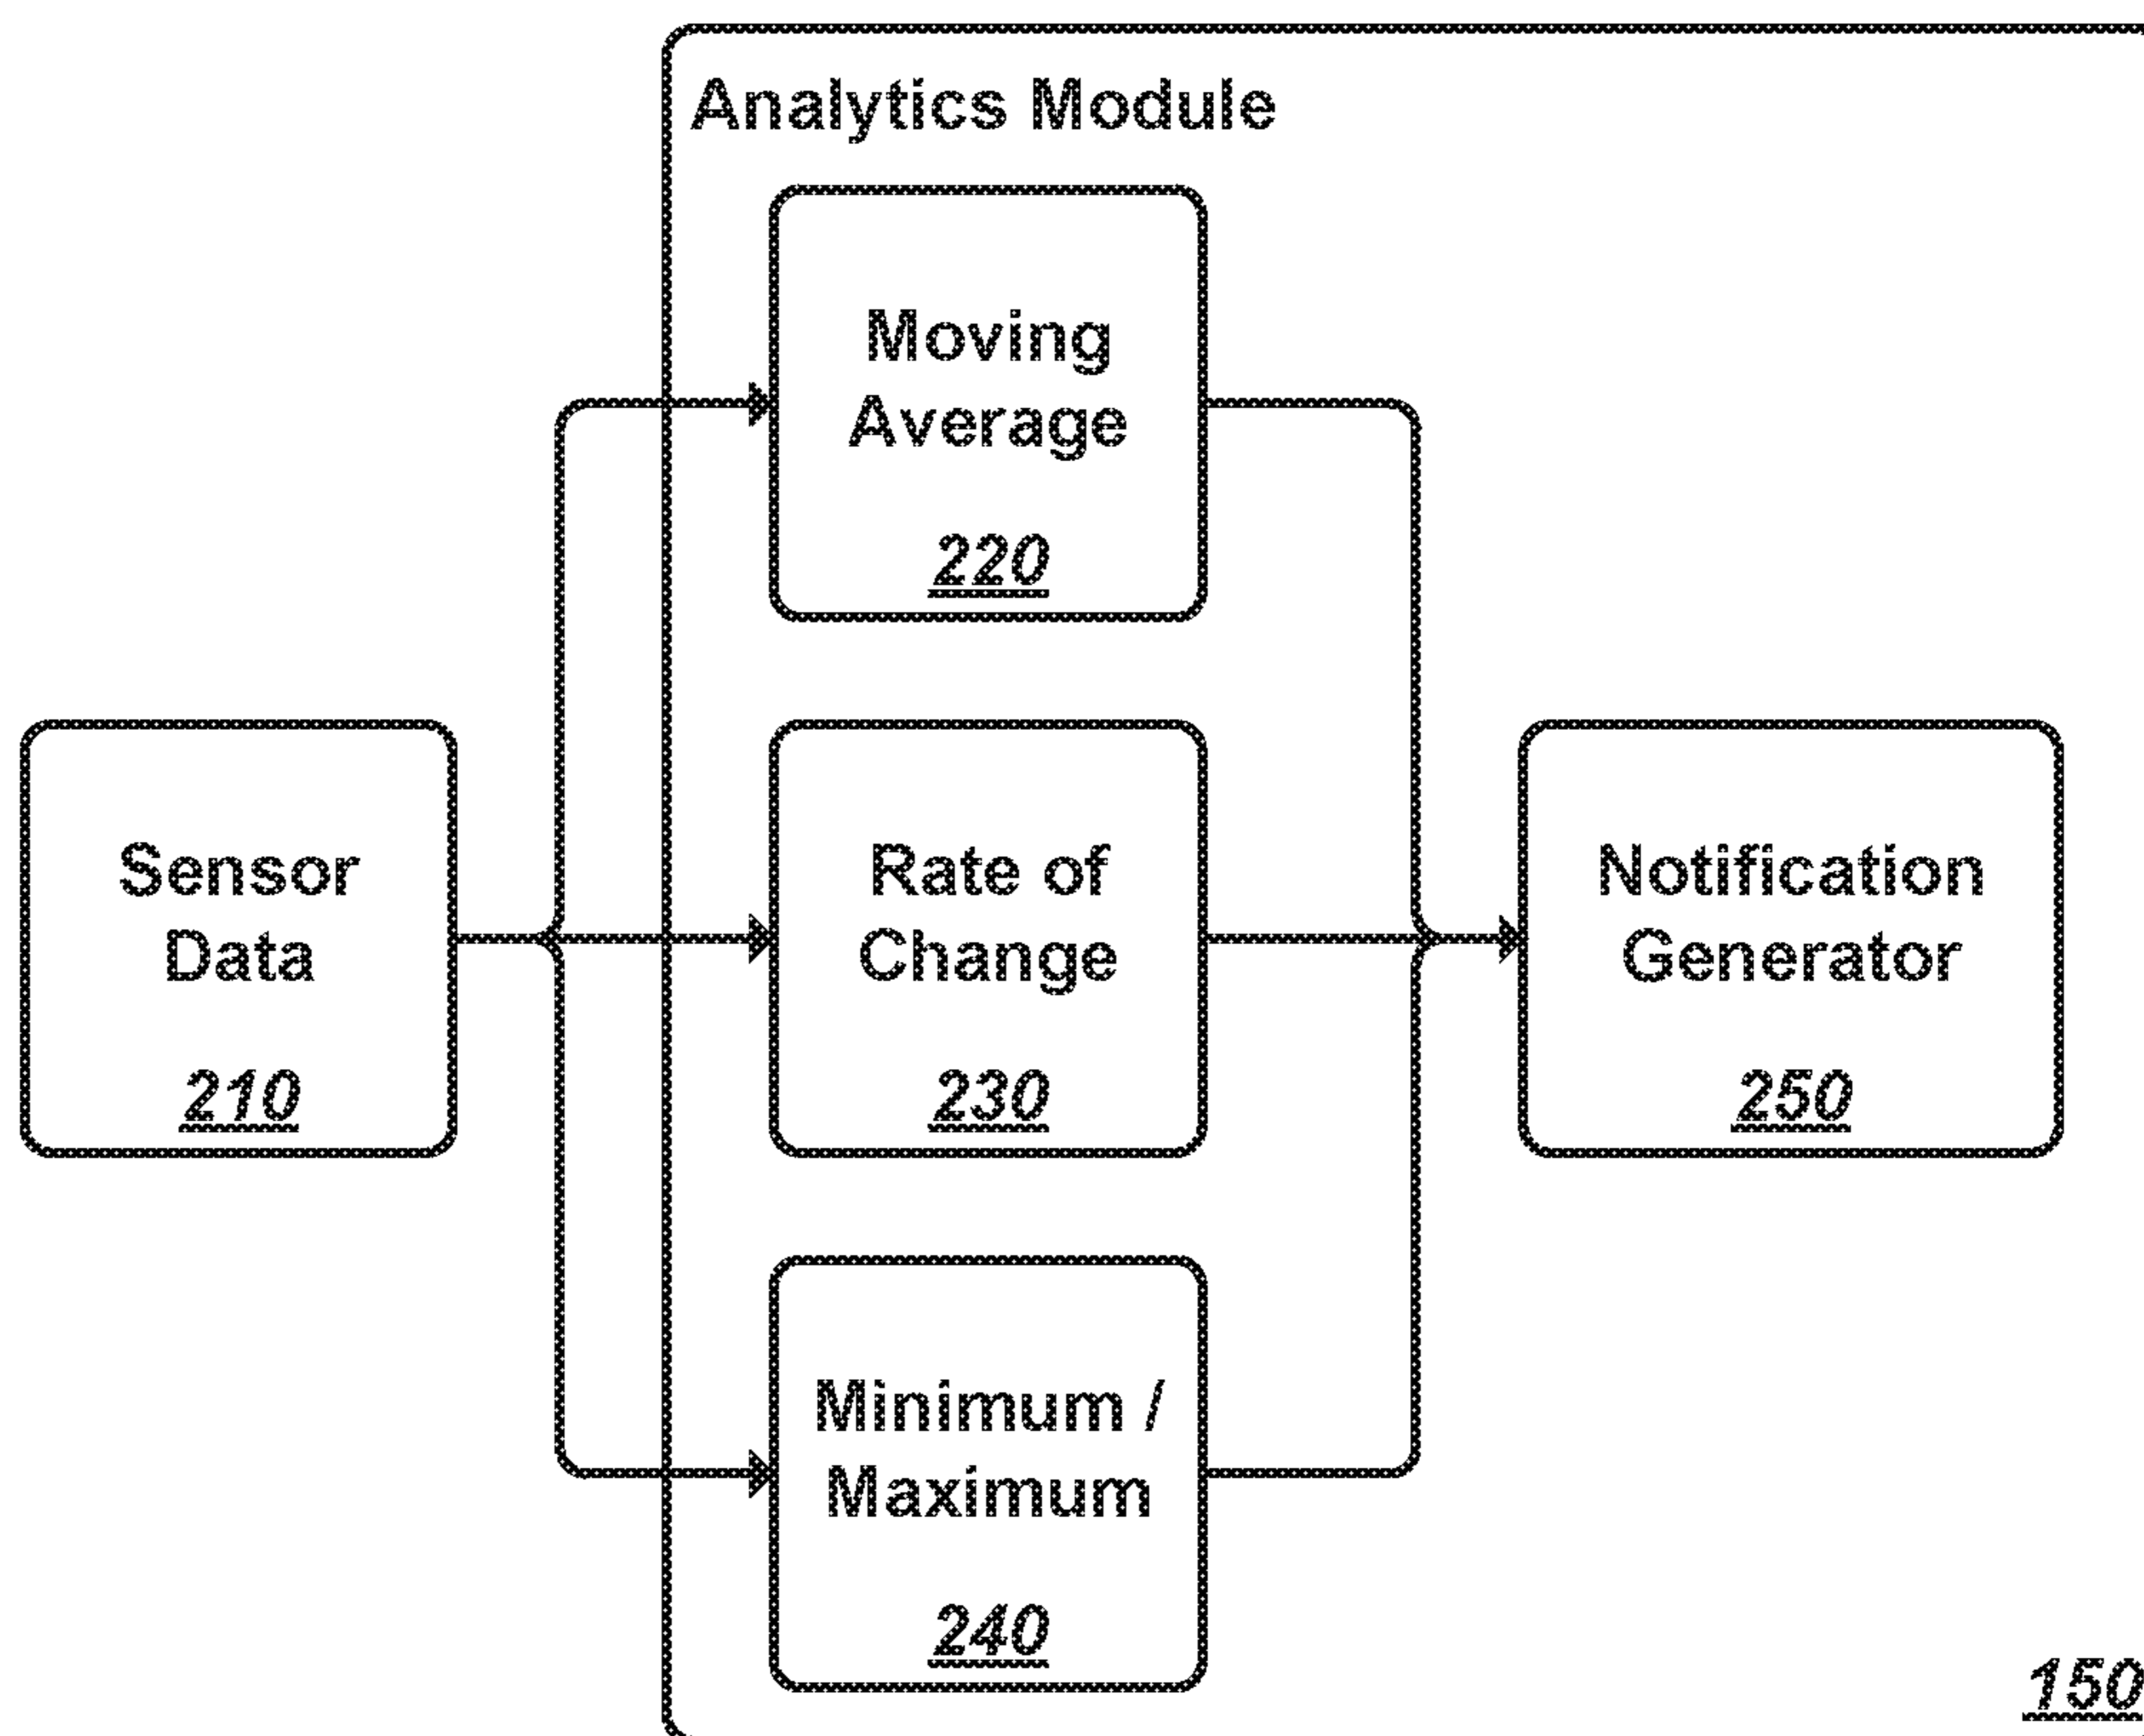 Analytics Module
Moving
Average
220
Sensor
Data
210
Rate of
Change
230
Notification
Generator
250
Minimum /
Maximum
240
150